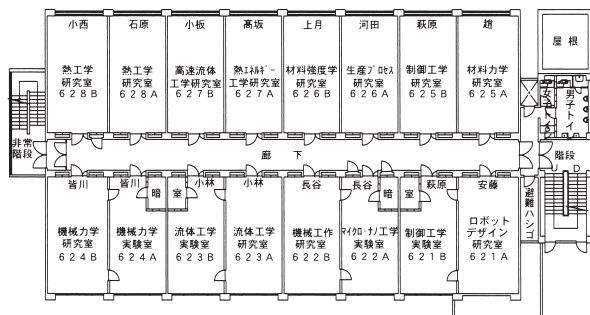 小西
熱工学
研究室
628B
石原
熱工学
研究室
628A
小板
高速流体
工学研究室
627B
高坂
熱ｴﾈﾙｷﾞｰ
工学研究室
627A
上月
材料強度学
研究室
626B
河田
生産ﾌﾟﾛｾｽ
研究室
626A
萩原
制御工学
研究室
625B
趙
材料力学
研究室
625A
屋根
女子トイレ
男子トイレ
非常
階段
廊下
階段
U D
避難ハシゴ
皆川
機械力学
研究室
624B
皆川
機械力学
実験室
624A
暗室
小林
流体工学
実験室
623B
小林
流体工学
研究室
623A
長谷
機械工作
研究室
622B
長谷
ﾏｲｸﾛ･ﾅﾉ工学
実験室
622A
暗室
萩原
制御工学
実験室
621B
安藤
ロボット
デザイン
研究室
621A